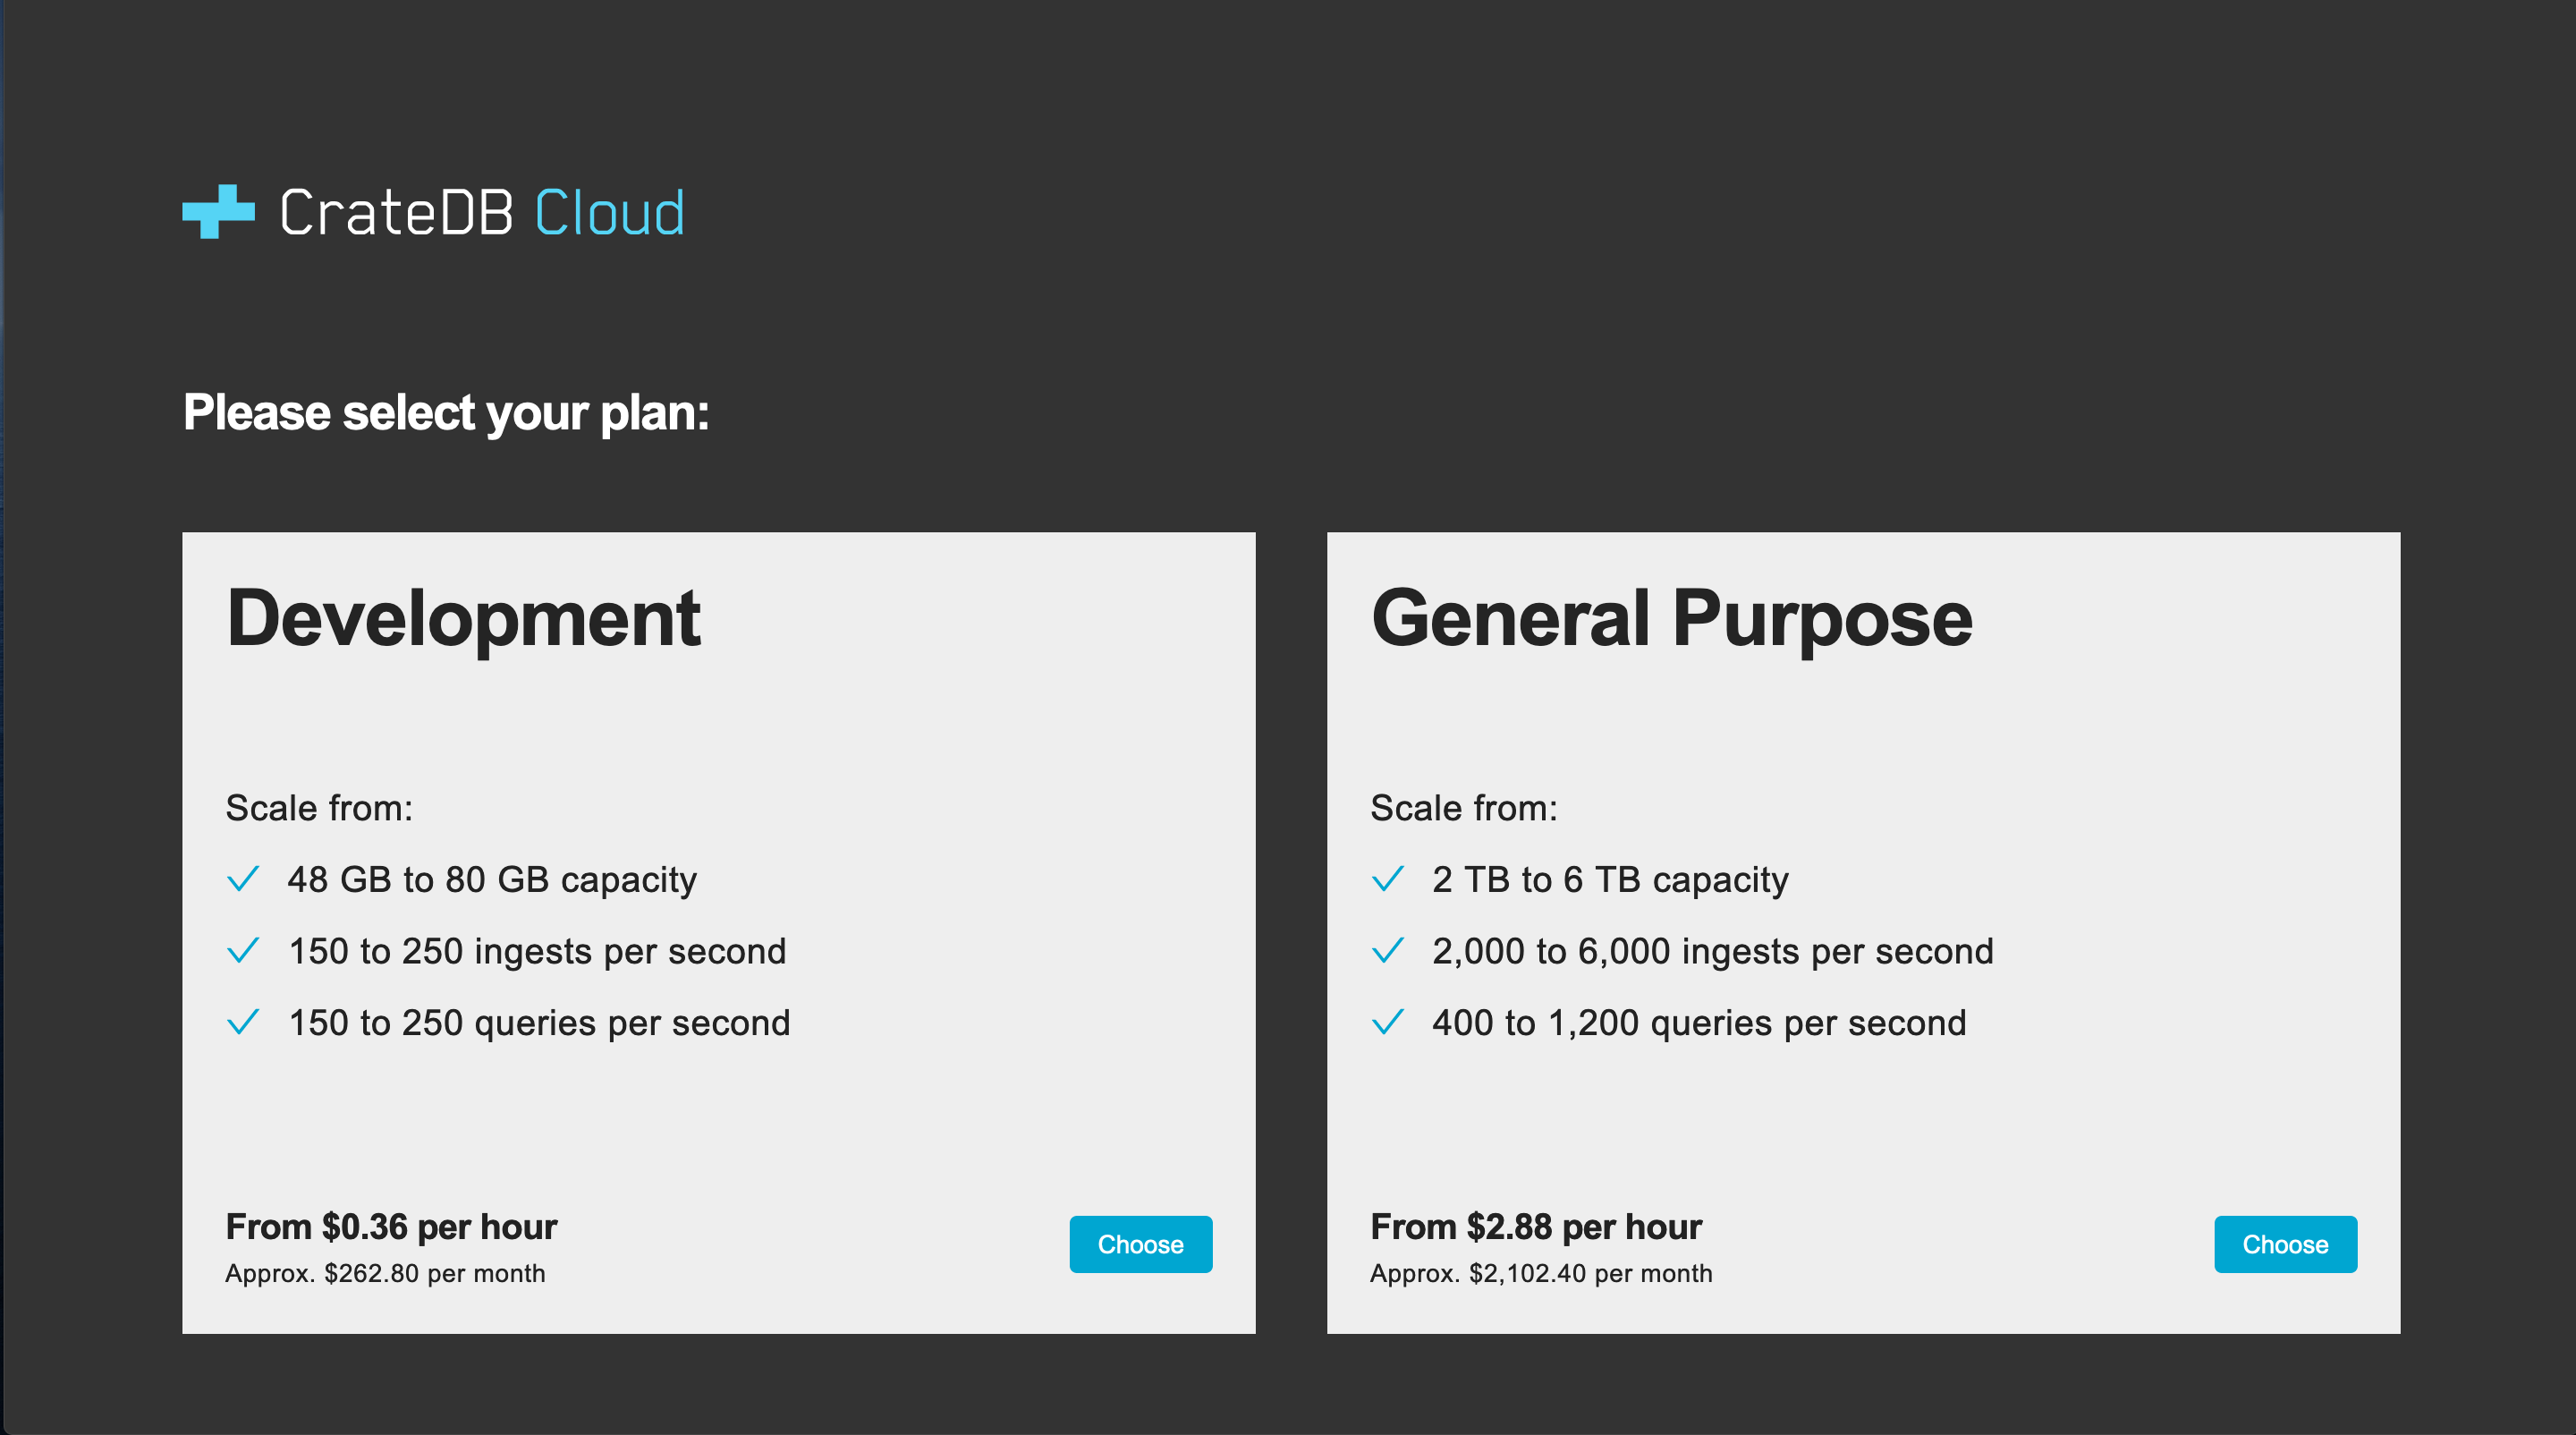 CrateDB Cloud
Please select your plan:
Development
Scale from:
48 GB to 80 GB capacity
150 to 250 ingests per second
150 to 250 queries per second
From $0.36 per hour
Approx. $262.80 per month
Choose
General Purpose
Scale from:
2 TB to 6 TB capacity
2,000 to 6,000 ingests per second
400 to 1,200 queries per second
From $2.88 per hour
Approx. $2,102.40 per month
Choose